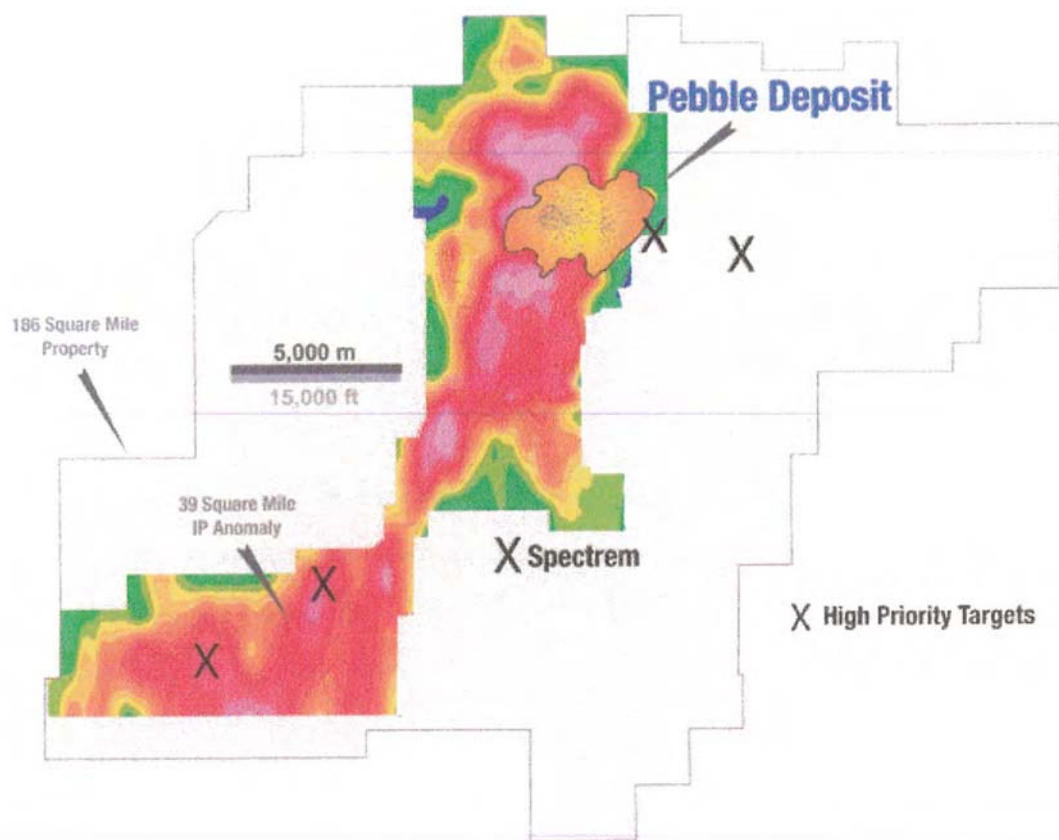 Pebble Deposit
X
X
186 Square Mile
Property
5,000 m
15,000 ft
39 Square Mile
IP Anomaly
X
X Spectrem
X
X High Priority Targets